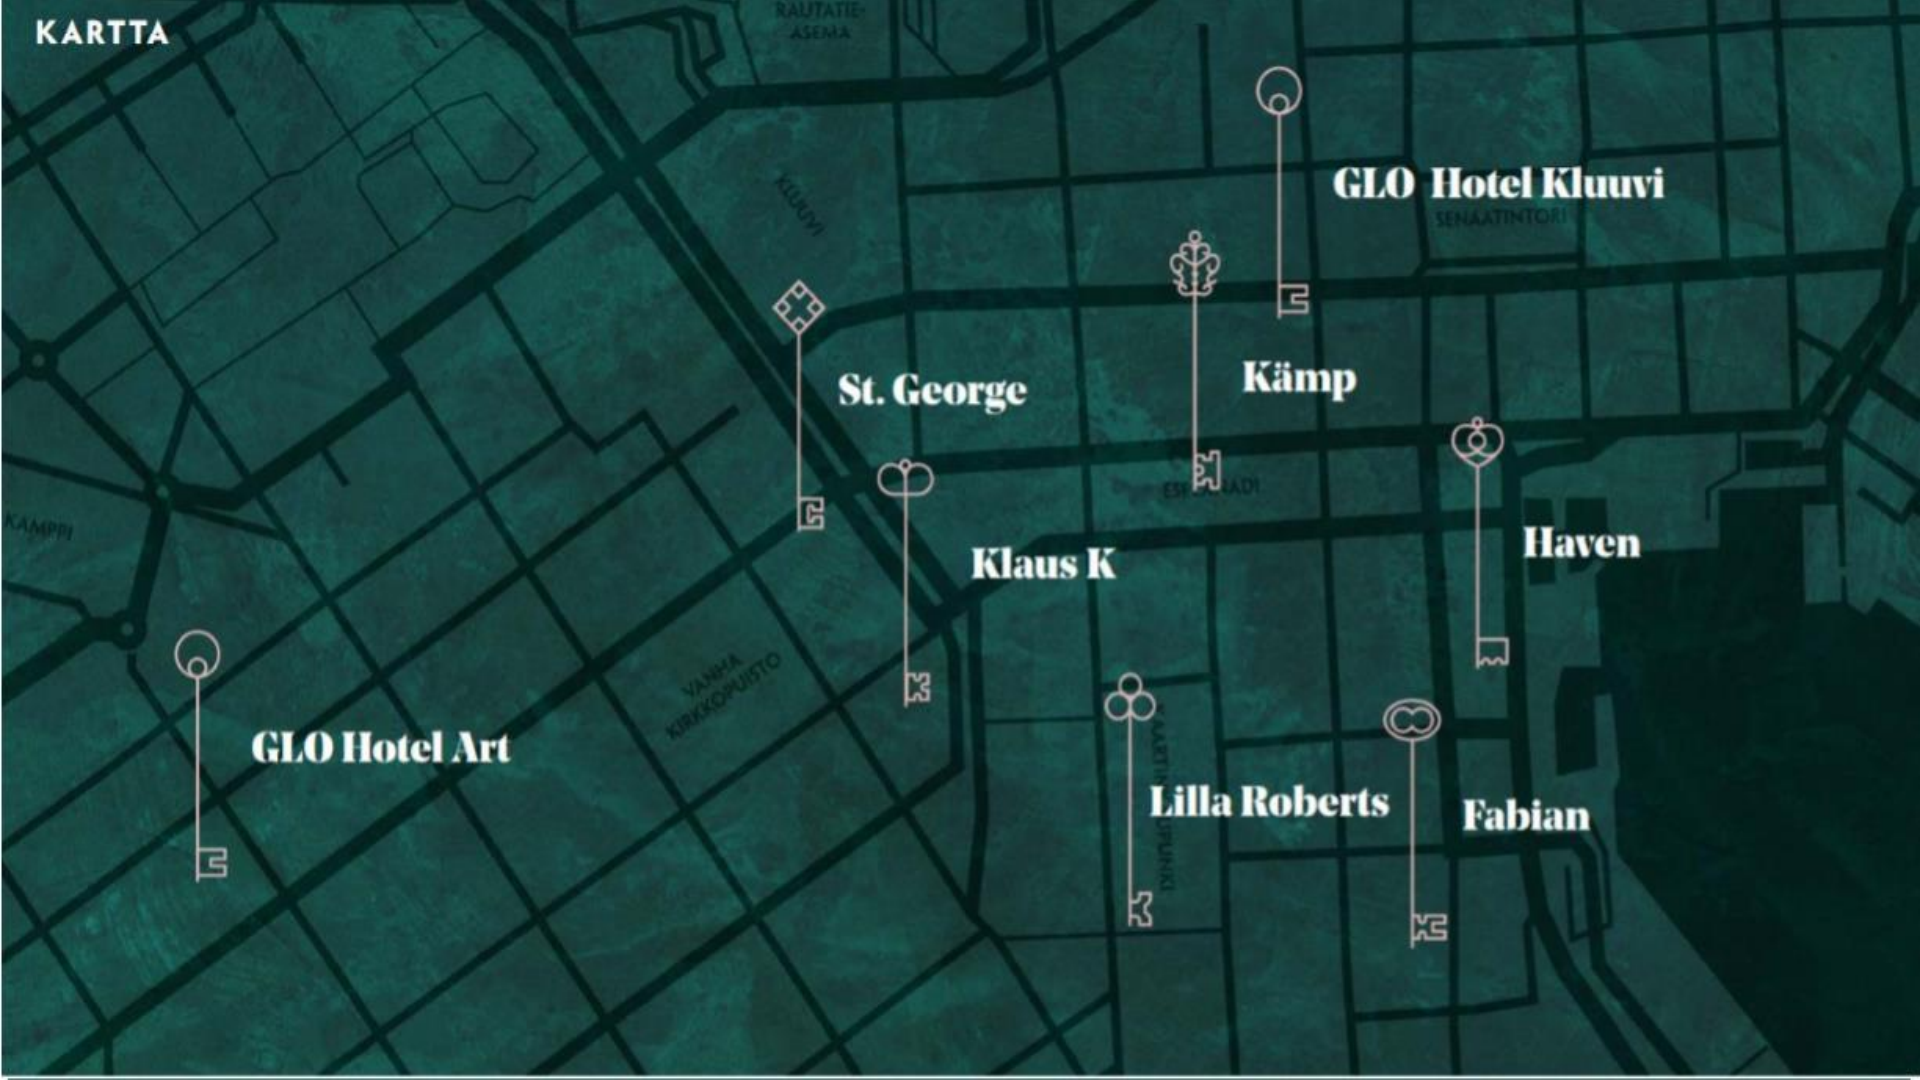 KARTTA
RAUTATIE-
ASEMA
KLUUVI
GLO Hotel Kluuvi
SENAATINTORI
Kämp
St. George
ESPLANADI
KAMPPI
Klaus K
Haven
VANHA
KIRKKOPUISTO
GLO Hotel Art
Lilla Roberts
Fabian